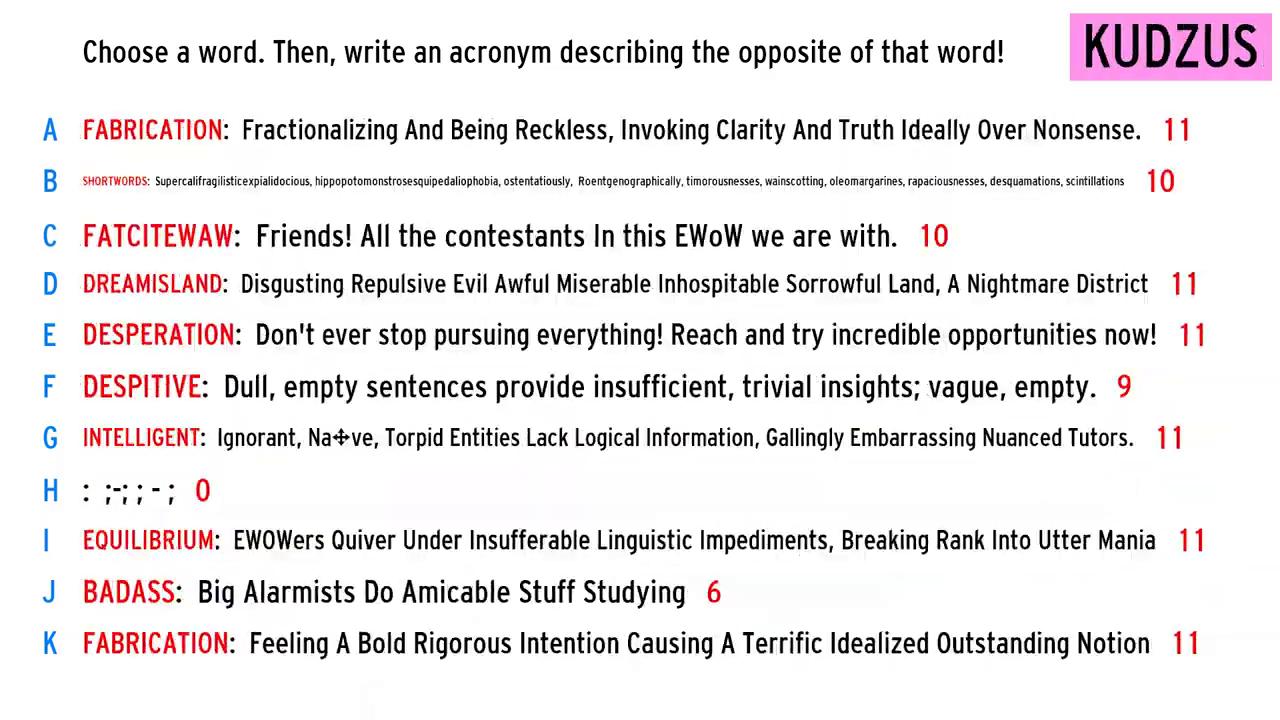 Choose a word. Then, write an acronym describing the opposite of that word!
KUDZUS
A FABRICATION: Fractionalizing And Being Reckless, Invoking Clarity And Truth Ideally Over Nonsense. 11
B SHORTWORDS: Supercalifragilisticexpialidocious, hippopotomonstrosesquipedaliophobia, ostentatiously, Roentgenographically, timorousnesses, wainscotting, oleomargarines, rapaciousnesses, desquamations, scintillations 10
C FATCITEWAW: Friends! All the contestants In this EWoW we are with. 10
D DREAMISLAND: Disgusting Repulsive Evil Awful Miserable Inhospitable Sorrowful Land, A Nightmare District 11
E DESPERATION: Don't ever stop pursuing everything! Reach and try incredible opportunities now! 11
F DESPITIVE: Dull, empty sentences provide insufficient, trivial insights; vague, empty. 9
G INTELLIGENT: Ignorant, Na✣ve, Torpid Entities Lack Logical Information, Gallingly Embarrassing Nuanced Tutors. 11
H : ;-; ; - ; 0
I EQUILIBRIUM: EWOWers Quiver Under Insufferable Linguistic Impediments, Breaking Rank Into Utter Mania 11
J BADASS: Big Alarmists Do Amicable Stuff Studying 6
K FABRICATION: Feeling A Bold Rigorous Intention Causing A Terrific Idealized Outstanding Notion 11